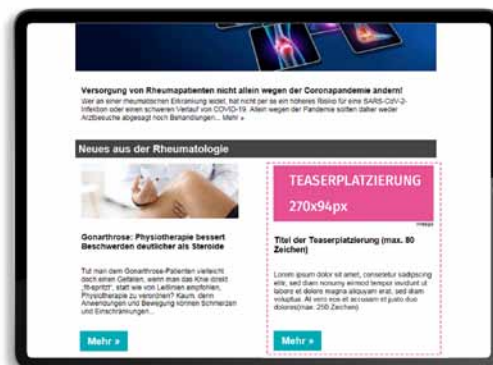 Versorgung von Rheumapatienten nicht allein wegen der Coronapandemie ändern!
Wer an einer rheumatischen Erkrankung leidet, hat nicht per se ein höheres Risiko für eine SARS-CoV-2-
Infektion oder einen schweren Verlauf von COVID-19. Allein wegen der Pandemie sollten daher weder
Arztbesuche abgesagt noch Behandlungen... Mehr »
Neues aus der Rheumatologie
Gonarthrose: Physiotherapie bessert
Beschwerden deutlicher als Steroide
Tut man dem Gonarthrose-Patienten vielleicht
doch einen Gefallen, wenn man das Knie direkt
„fit-spritzt“, statt wie von Leitlinien empfohlen,
Physiotherapie zu verordnen? Kaum, denn
Anwendungen und Bewegung können Schmerzen
und Einschränkungen...
Mehr »
TEASERPLATZIERUNG
270x94px
Titel der Teaserplatzierung (max. 80
Zeichen)
Lorem ipsum dolor sit amet, consetetur sadipscing
elitr, sed diam nonumy eirmod tempor invidunt ut
labore et dolore magna aliquyam erat, sed diam
voluptua. At vero eos et accusam et justo duo
dolores(max. 250 Zeichen)
Mehr »